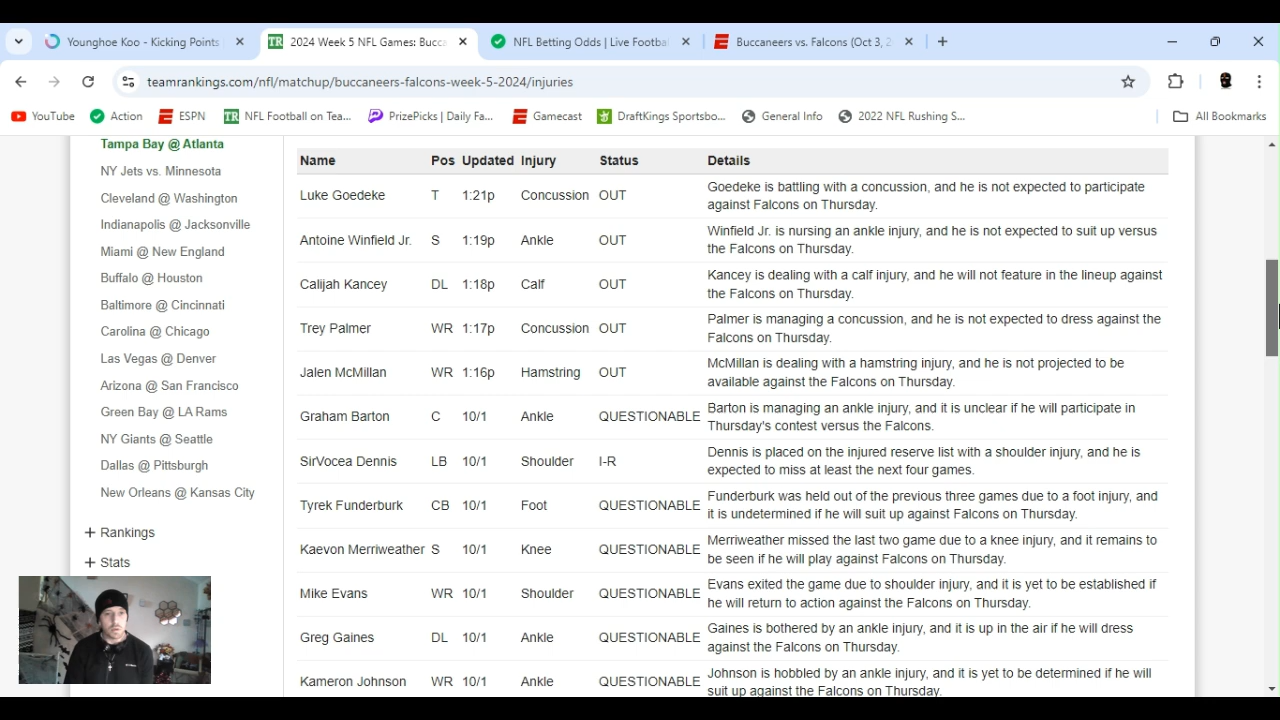 Younghoe Koo - Kicking Points
2024 Week 5 NFL Games: Bucc
NFL Betting Odds | Live Footba
Buccaneers vs. Falcons (Oct 3, 2
teamrankings.com/nfl/matchup/buccaneers-falcons-week-5-2024/injuries
YouTube Action ESPN NFL Football on Tea... PrizePicks | Daily Fa... Gamecast DraftKings Sportsbo... General Info 2022 NFL Rushing S... All Bookmarks
Tampa Bay @ Atlanta
NY Jets vs. Minnesota
Cleveland @ Washington
Indianapolis @ Jacksonville
Miami @ New England
Buffalo @ Houston
Baltimore @ Cincinnati
Carolina @ Chicago
Las Vegas @ Denver
Arizona @ San Francisco
Green Bay @ LA Rams
NY Giants @ Seattle
Dallas @ Pittsburgh
New Orleans @ Kansas City
+ Rankings
+ Stats
Name Pos Updated Injury Status Details
Luke Goedeke T 1:21p Concussion OUT Goedeke is battling with a concussion, and he is not expected to participate
against Falcons on Thursday.
Antoine Winfield Jr. S 1:19p Ankle OUT Winfield Jr. is nursing an ankle injury, and he is not expected to suit up versus
the Falcons on Thursday.
Calijah Kancey DL 1:18p Calf OUT Kancey is dealing with a calf injury, and he will not feature in the lineup against
the Falcons on Thursday.
Trey Palmer WR 1:17p Concussion OUT Palmer is managing a concussion, and he is not expected to dress against the
Falcons on Thursday.
Jalen McMillan WR 1:16p Hamstring OUT McMillan is dealing with a hamstring injury, and he is not projected to be
available against the Falcons on Thursday.
Graham Barton C 10/1 Ankle QUESTIONABLE Barton is managing an ankle injury, and it is unclear if he will participate in
Thursday's contest versus the Falcons.
SirVocea Dennis LB 10/1 Shoulder I-R Dennis is placed on the injured reserve list with a shoulder injury, and he is
expected to miss at least the next four games.
Tyrek Funderburk CB 10/1 Foot QUESTIONABLE Funderburk was held out of the previous three games due to a foot injury, and
it is undetermined if he will suit up against Falcons on Thursday.
Kaevon Merriweather S 10/1 Knee QUESTIONABLE Merriweather missed the last two game due to a knee injury, and it remains to
be seen if he will play against Falcons on Thursday.
Mike Evans WR 10/1 Shoulder QUESTIONABLE Evans exited the game due to shoulder injury, and it is yet to be established if
he will return to action against the Falcons on Thursday.
Greg Gaines DL 10/1 Ankle QUESTIONABLE Gaines is bothered by an ankle injury, and it is up in the air if he will dress
against the Falcons on Thursday.
Kameron Johnson WR 10/1 Ankle QUESTIONABLE Johnson is hobbled by an ankle injury, and it is yet to be determined if he will
suit up against the Falcons on Thursday.